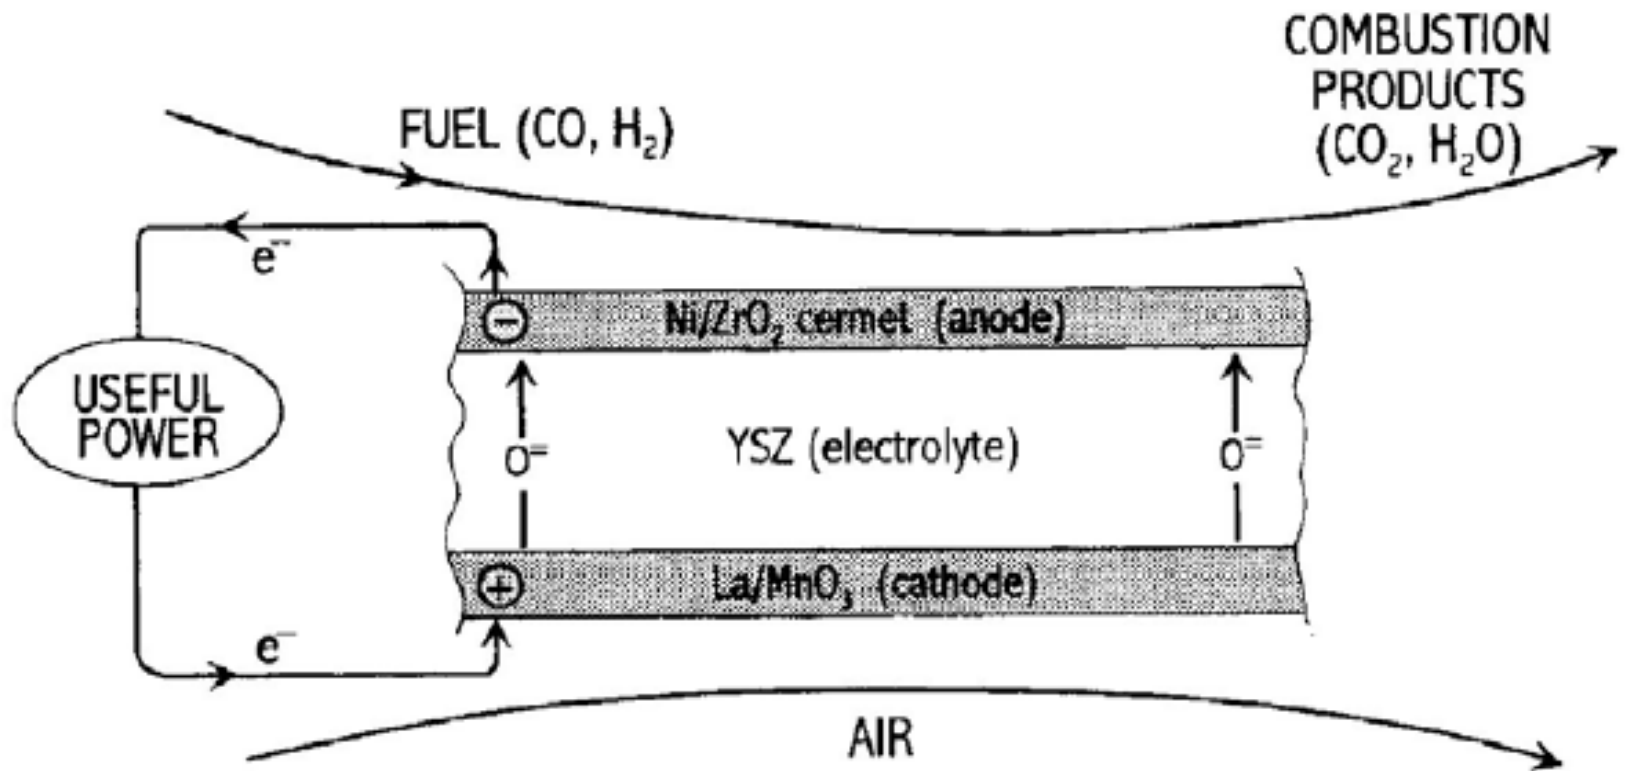 COMBUSTION
PRODUCTS
(CO₂, H₂O)
FUEL (CO, H₂)
e⁻
⊖
Ni/ZrO₂ cermet (anode)
USEFUL
POWER
O⁼
YSZ (electrolyte)
O⁼
⊕
La/MnO₃ (cathode)
e⁻
AIR